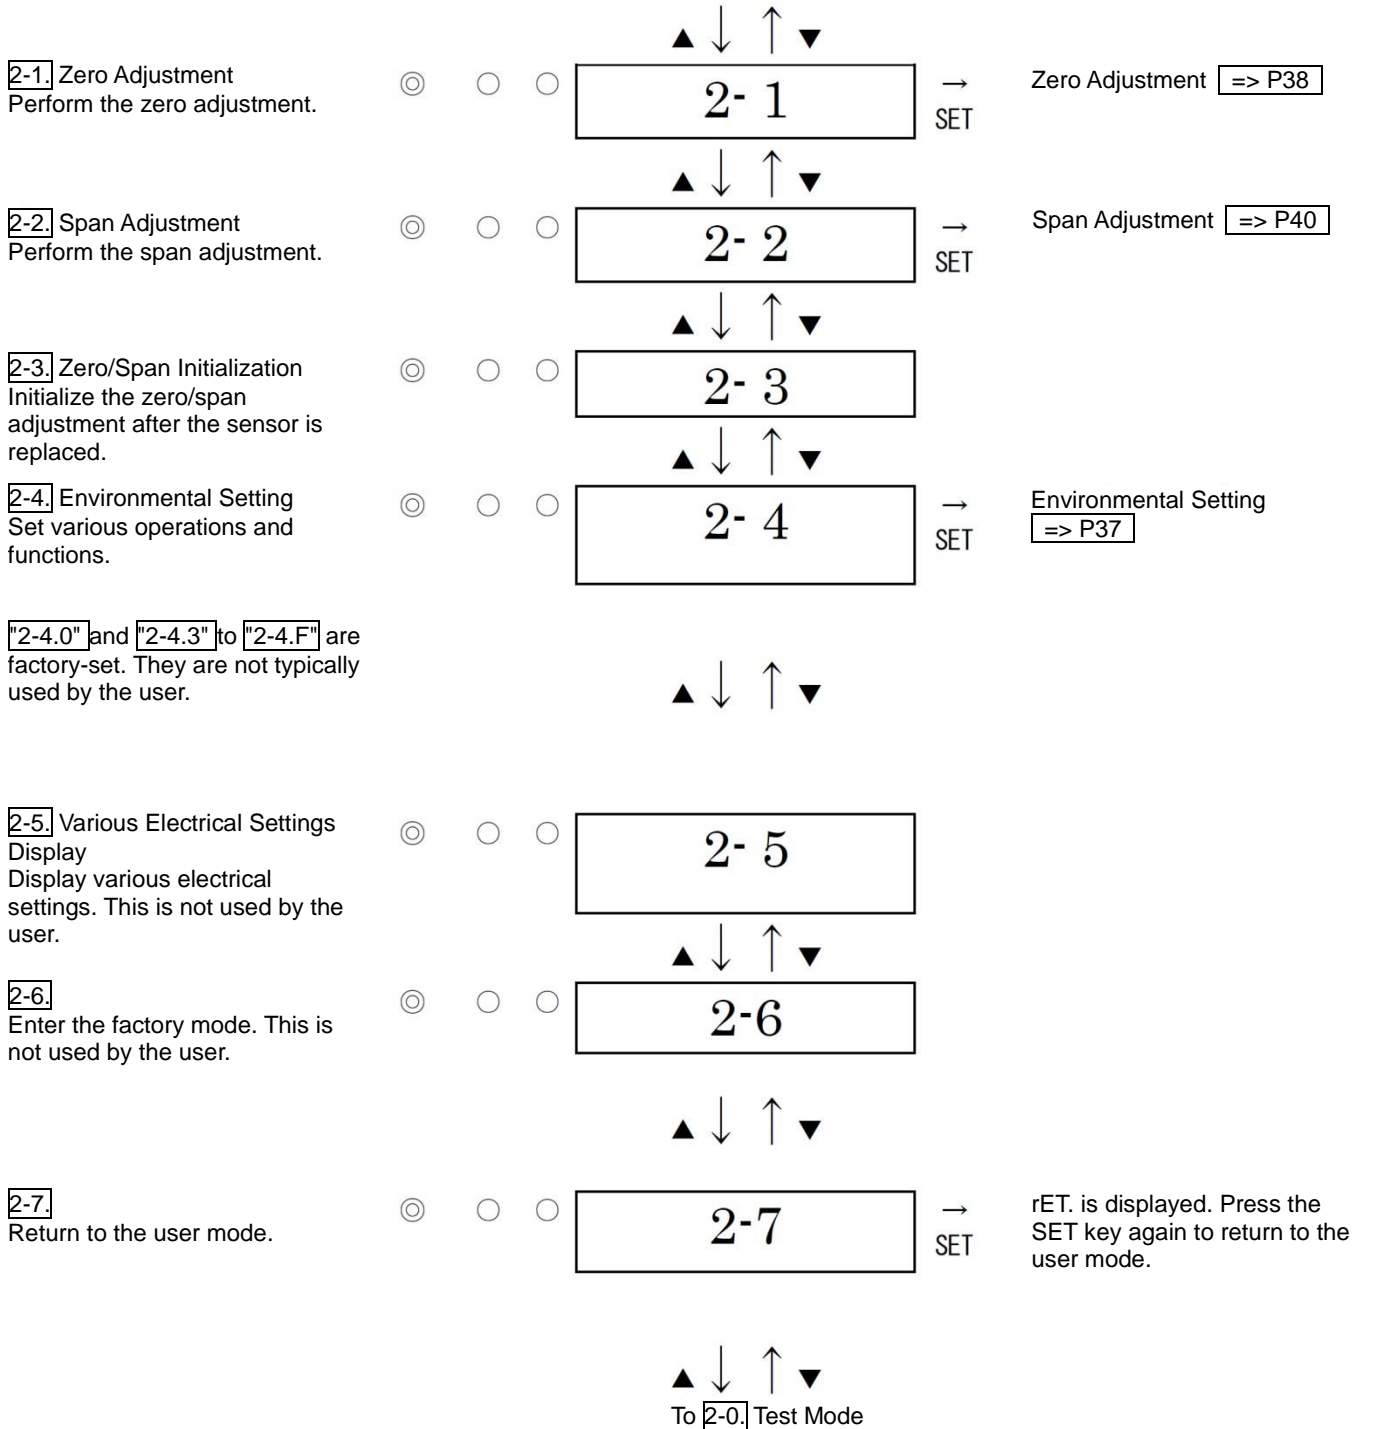 ▲ ↓ ↑ ▼
2-1. Zero Adjustment
Perform the zero adjustment.
◎ ○ ○
2- 1
→
SET
Zero Adjustment => P38
▲ ↓ ↑ ▼
2-2. Span Adjustment
Perform the span adjustment.
◎ ○ ○
2- 2
→
SET
Span Adjustment => P40
▲ ↓ ↑ ▼
2-3. Zero/Span Initialization
Initialize the zero/span
adjustment after the sensor is
replaced.
◎ ○ ○
2- 3
▲ ↓ ↑ ▼
2-4. Environmental Setting
Set various operations and
functions.
◎ ○ ○
2- 4
→
SET
Environmental Setting
=> P37
"2-4.0" and "2-4.3" to "2-4.F" are
factory-set. They are not typically
used by the user.
▲ ↓ ↑ ▼
2-5. Various Electrical Settings
Display
Display various electrical
settings. This is not used by the
user.
◎ ○ ○
2- 5
▲ ↓ ↑ ▼
2-6.
Enter the factory mode. This is
not used by the user.
◎ ○ ○
2-6
▲ ↓ ↑ ▼
2-7.
Return to the user mode.
◎ ○ ○
2-7
→
SET
rET. is displayed. Press the
SET key again to return to the
user mode.
▲ ↓ ↑ ▼
To 2-0. Test Mode